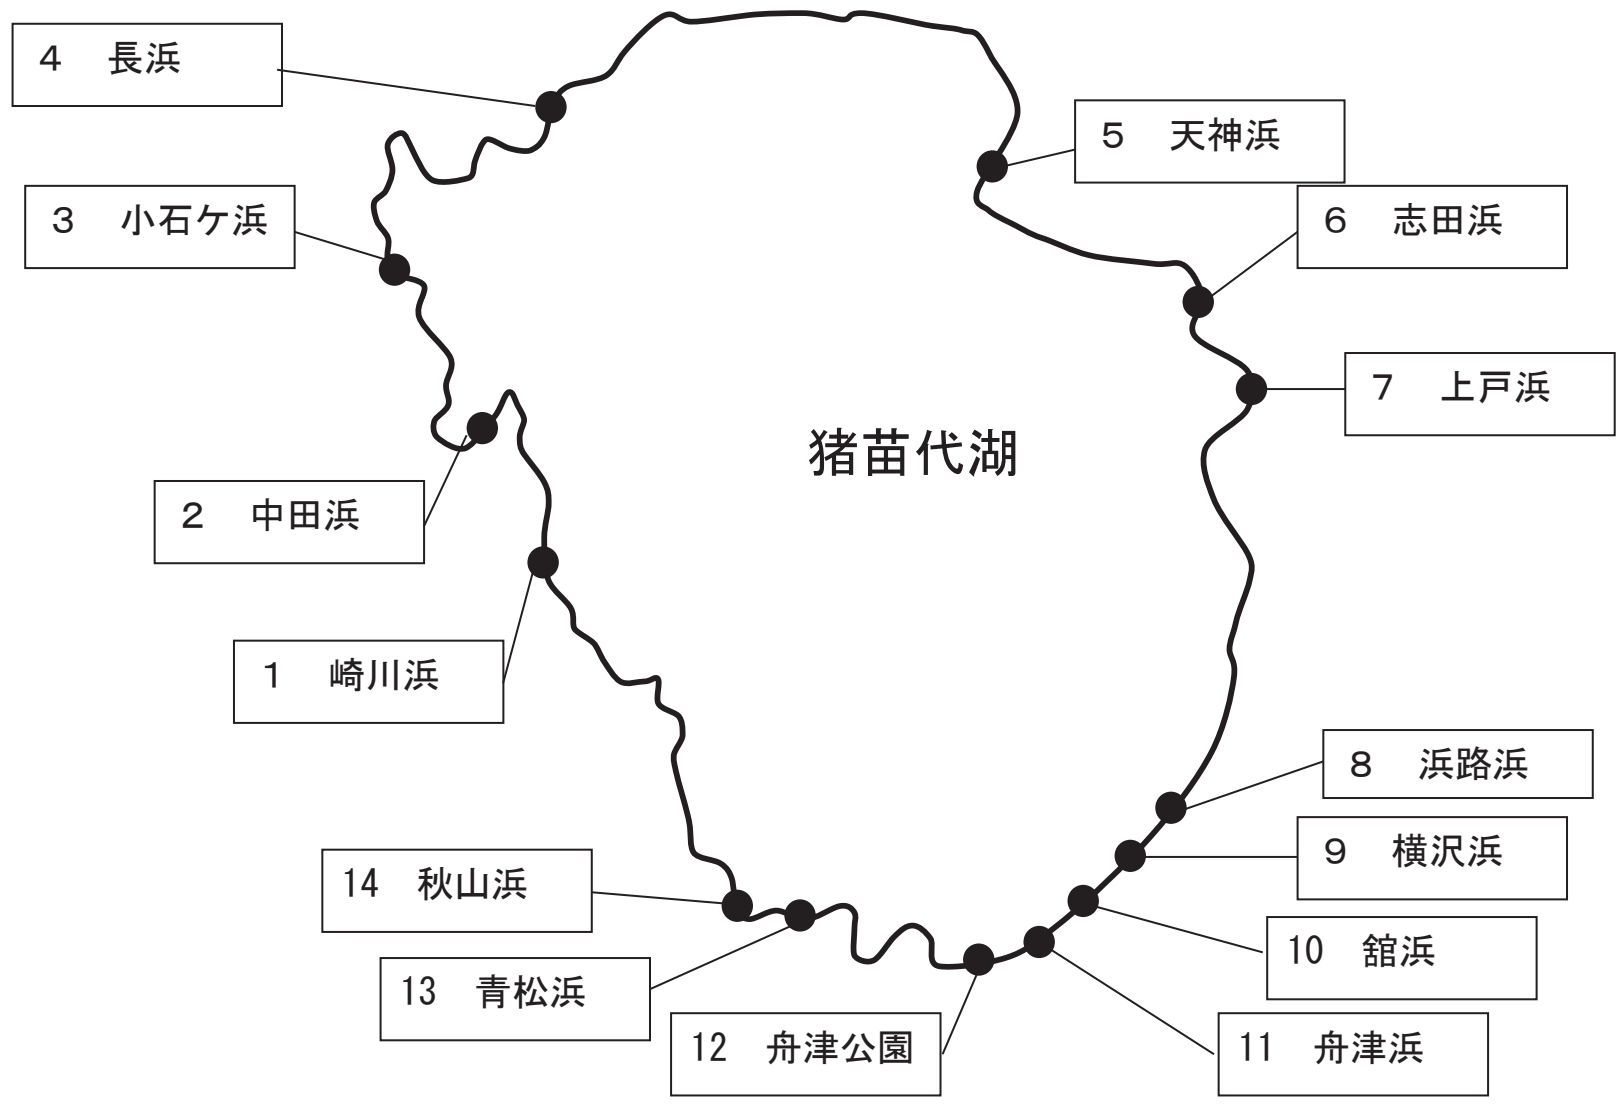 ４　長浜
５　天神浜
３　小石ケ浜
６　志田浜
７　上戸浜
猪苗代湖
２　中田浜
１　崎川浜
８　浜路浜
９　横沢浜
14　秋山浜
10　舘浜
13　青松浜
12　舟津公園
11　舟津浜